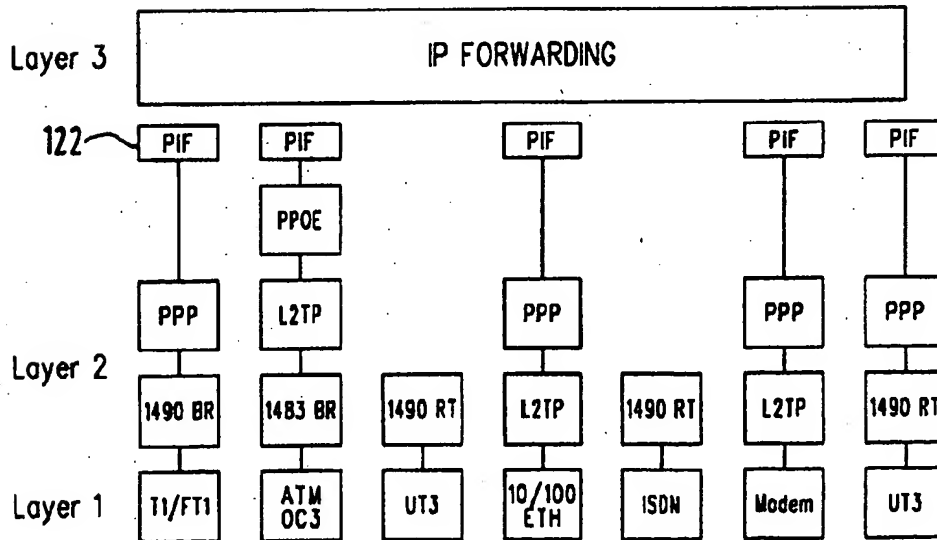 Layer 3
IP FORWARDING
122
PIF
PIF
PIF
PIF
PIF
PPOE
PPP
L2TP
PPP
PPP
PPP
Layer 2
1490 BR
1483 BR
1490 RT
L2TP
1490 RT
L2TP
1490 RT
Layer 1
T1/FT1
ATM
OC3
UT3
10/100
ETH
ISDN
Modem
UT3